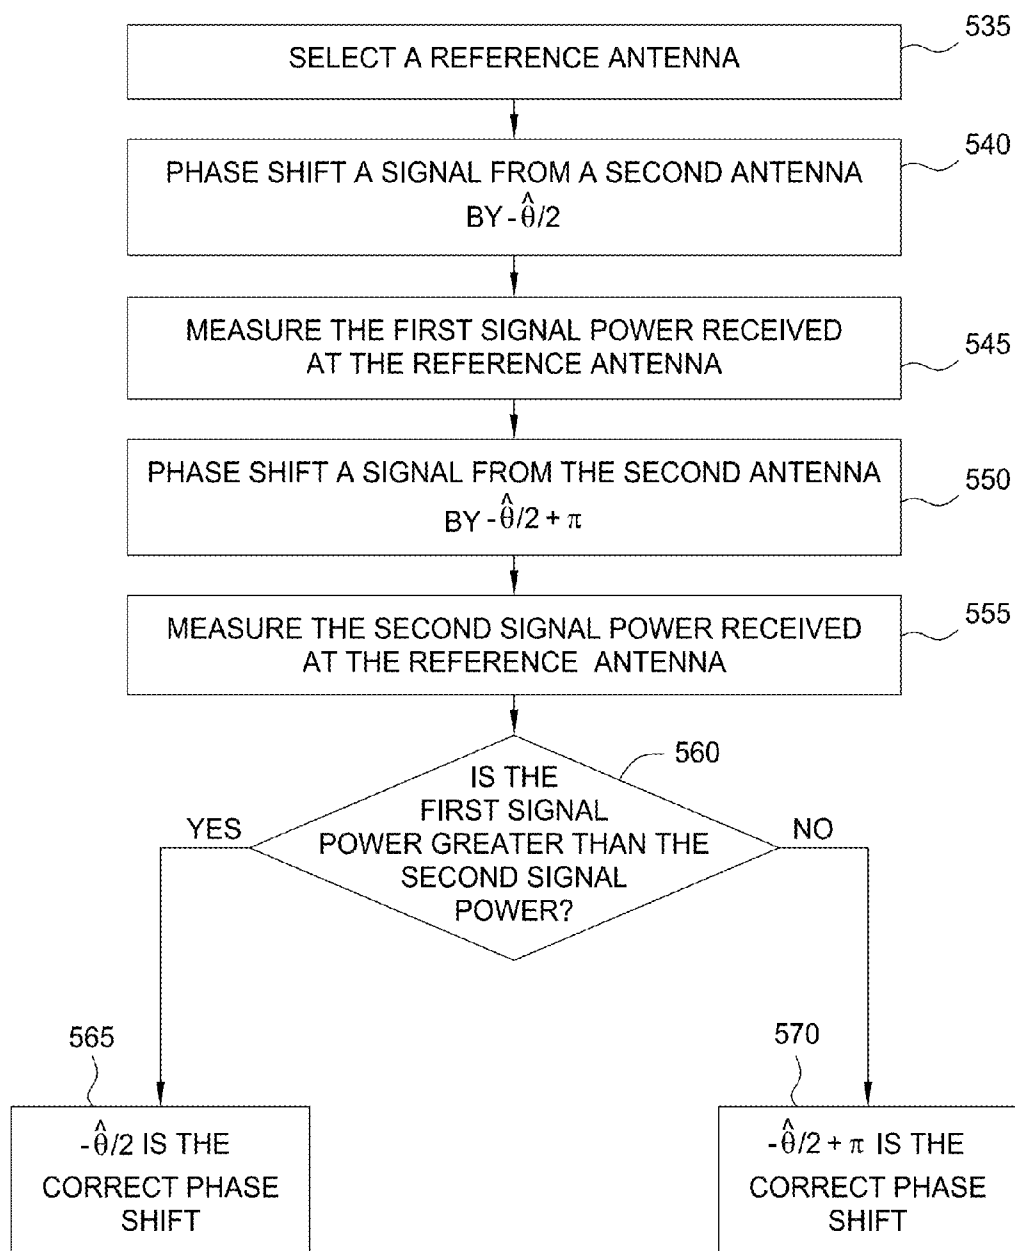 535
SELECT A REFERENCE ANTENNA
540
PHASE SHIFT A SIGNAL FROM A SECOND ANTENNA
BY -θ̂/2
MEASURE THE FIRST SIGNAL POWER RECEIVED
AT THE REFERENCE ANTENNA
545
PHASE SHIFT A SIGNAL FROM THE SECOND ANTENNA
BY -θ̂/2 + π
550
MEASURE THE SECOND SIGNAL POWER RECEIVED
AT THE REFERENCE ANTENNA
555
560
IS THE
FIRST SIGNAL
POWER GREATER THAN THE
SECOND SIGNAL
POWER?
YES
NO
565
-θ̂/2 IS THE
CORRECT PHASE
SHIFT
570
-θ̂/2 + π IS THE
CORRECT PHASE
SHIFT